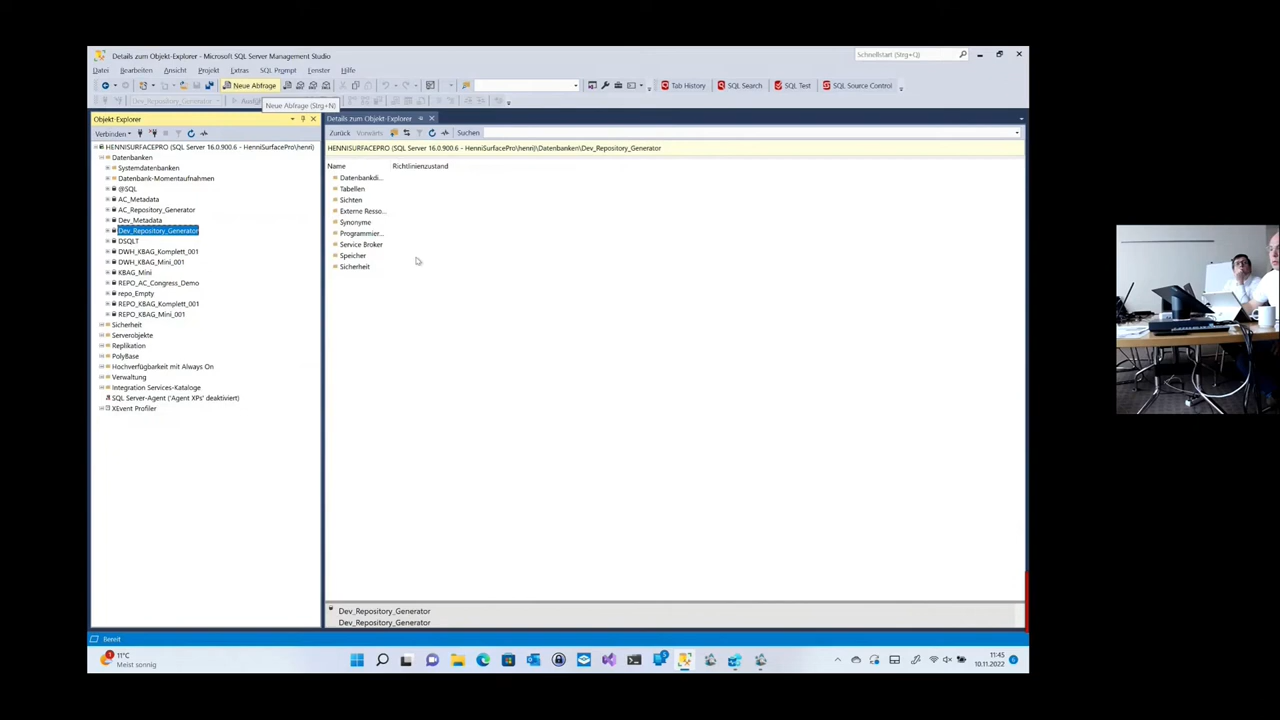 Details zum Objekt-Explorer - Microsoft SQL Server Management Studio
Schnellstart (Strg+Q)
Datei Bearbeiten Ansicht Projekt Extras SQL Prompt Fenster Hilfe
Neue Abfrage
Tab History SQL Search SQL Test SQL Source Control
Dev_Repository_Generator
Neue Abfrage (Strg+N)
Objekt-Explorer
Details zum Objekt-Explorer
Verbinden
Zurück Vorwärts Suchen
HENNISURFACEPRO (SQL Server 16.0.900.6 - HenniSurfacePro\henri)
HENNISURFACEPRO (SQL Server 16.0.900.6 - HenniSurfacePro\henri)\Datenbanken\Dev_Repository_Generator
Datenbanken
Systemdatenbanken
Datenbank-Momentaufnahmen
@SQL
AC_Metadata
AC_Repository_Generator
Dev_Metadata
Dev_Repository_Generator
DSQLT
DWH_KBAG_Komplett_001
DWH_KBAG_Mini_001
KBAG_Mini
REPO_AC_Congress_Demo
repo_Empty
REPO_KBAG_Komplett_001
REPO_KBAG_Mini_001
Sicherheit
Serverobjekte
Replikation
PolyBase
Hochverfügbarkeit mit Always On
Verwaltung
Integration Services-Kataloge
SQL Server-Agent ('Agent XPs' deaktiviert)
XEvent Profiler
Name Richtlinienzustand
Datenbankdi...
Tabellen
Sichten
Externe Resso...
Synonyme
Programmier...
Service Broker
Speicher
Sicherheit
Dev_Repository_Generator
Dev_Repository_Generator
Bereit
11°C
Meist sonnig
11:45
10.11.2022